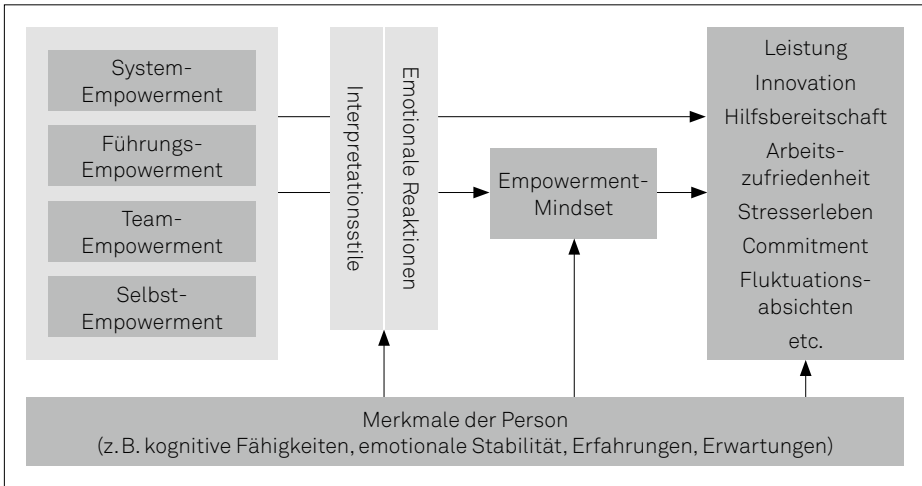 System-
Empowerment
Führungs-
Empowerment
Team-
Empowerment
Selbst-
Empowerment
Interpretationsstile
Emotionale Reaktionen
Empowerment-
Mindset
Leistung
Innovation
Hilfsbereitschaft
Arbeits-
zufriedenheit
Stresserleben
Commitment
Fluktuations-
absichten
etc.
Merkmale der Person
(z. B. kognitive Fähigkeiten, emotionale Stabilität, Erfahrungen, Erwartungen)